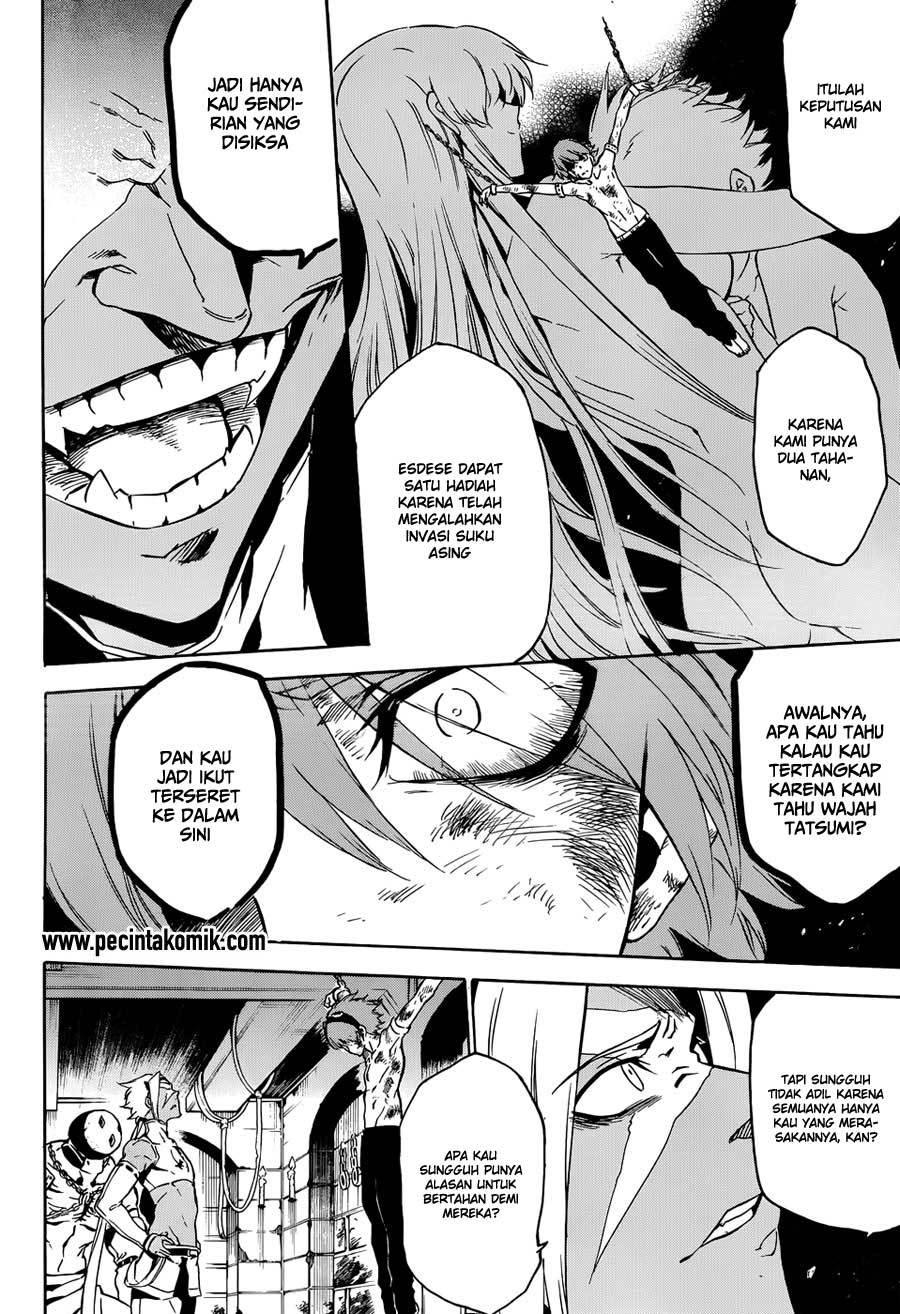 ITULAH
KEPUTUSAN
KAMI
KARENA
KAMI PUNYA
DUA TAHA-
NAN,
ESDESE DAPAT
SATU HADIAH
KARENA TELAH
MENGALAHKAN
INVASI SUKU
ASING
JADI HANYA
KAU SENDI-
RIAN YANG
DISIKSA
AWALNYA,
APA KAU TAHU
KALAU KAU
TERTANGKAP
KARENA KAMI
TAHU WAJAH
TATSUMI?
DAN KAU
JADI IKUT
TERSERET
KE DALAM
SINI
www.pecintakomik.com
TAPI SUNGGUH
TIDAK ADIL KARENA
SEMUANYA HANYA
KAU YANG MERA-
SAKANNYA, KAN?
APA KAU
SUNGGUH PUNYA
ALASAN UNTUK
BERTAHAN DEMI
MEREKA?